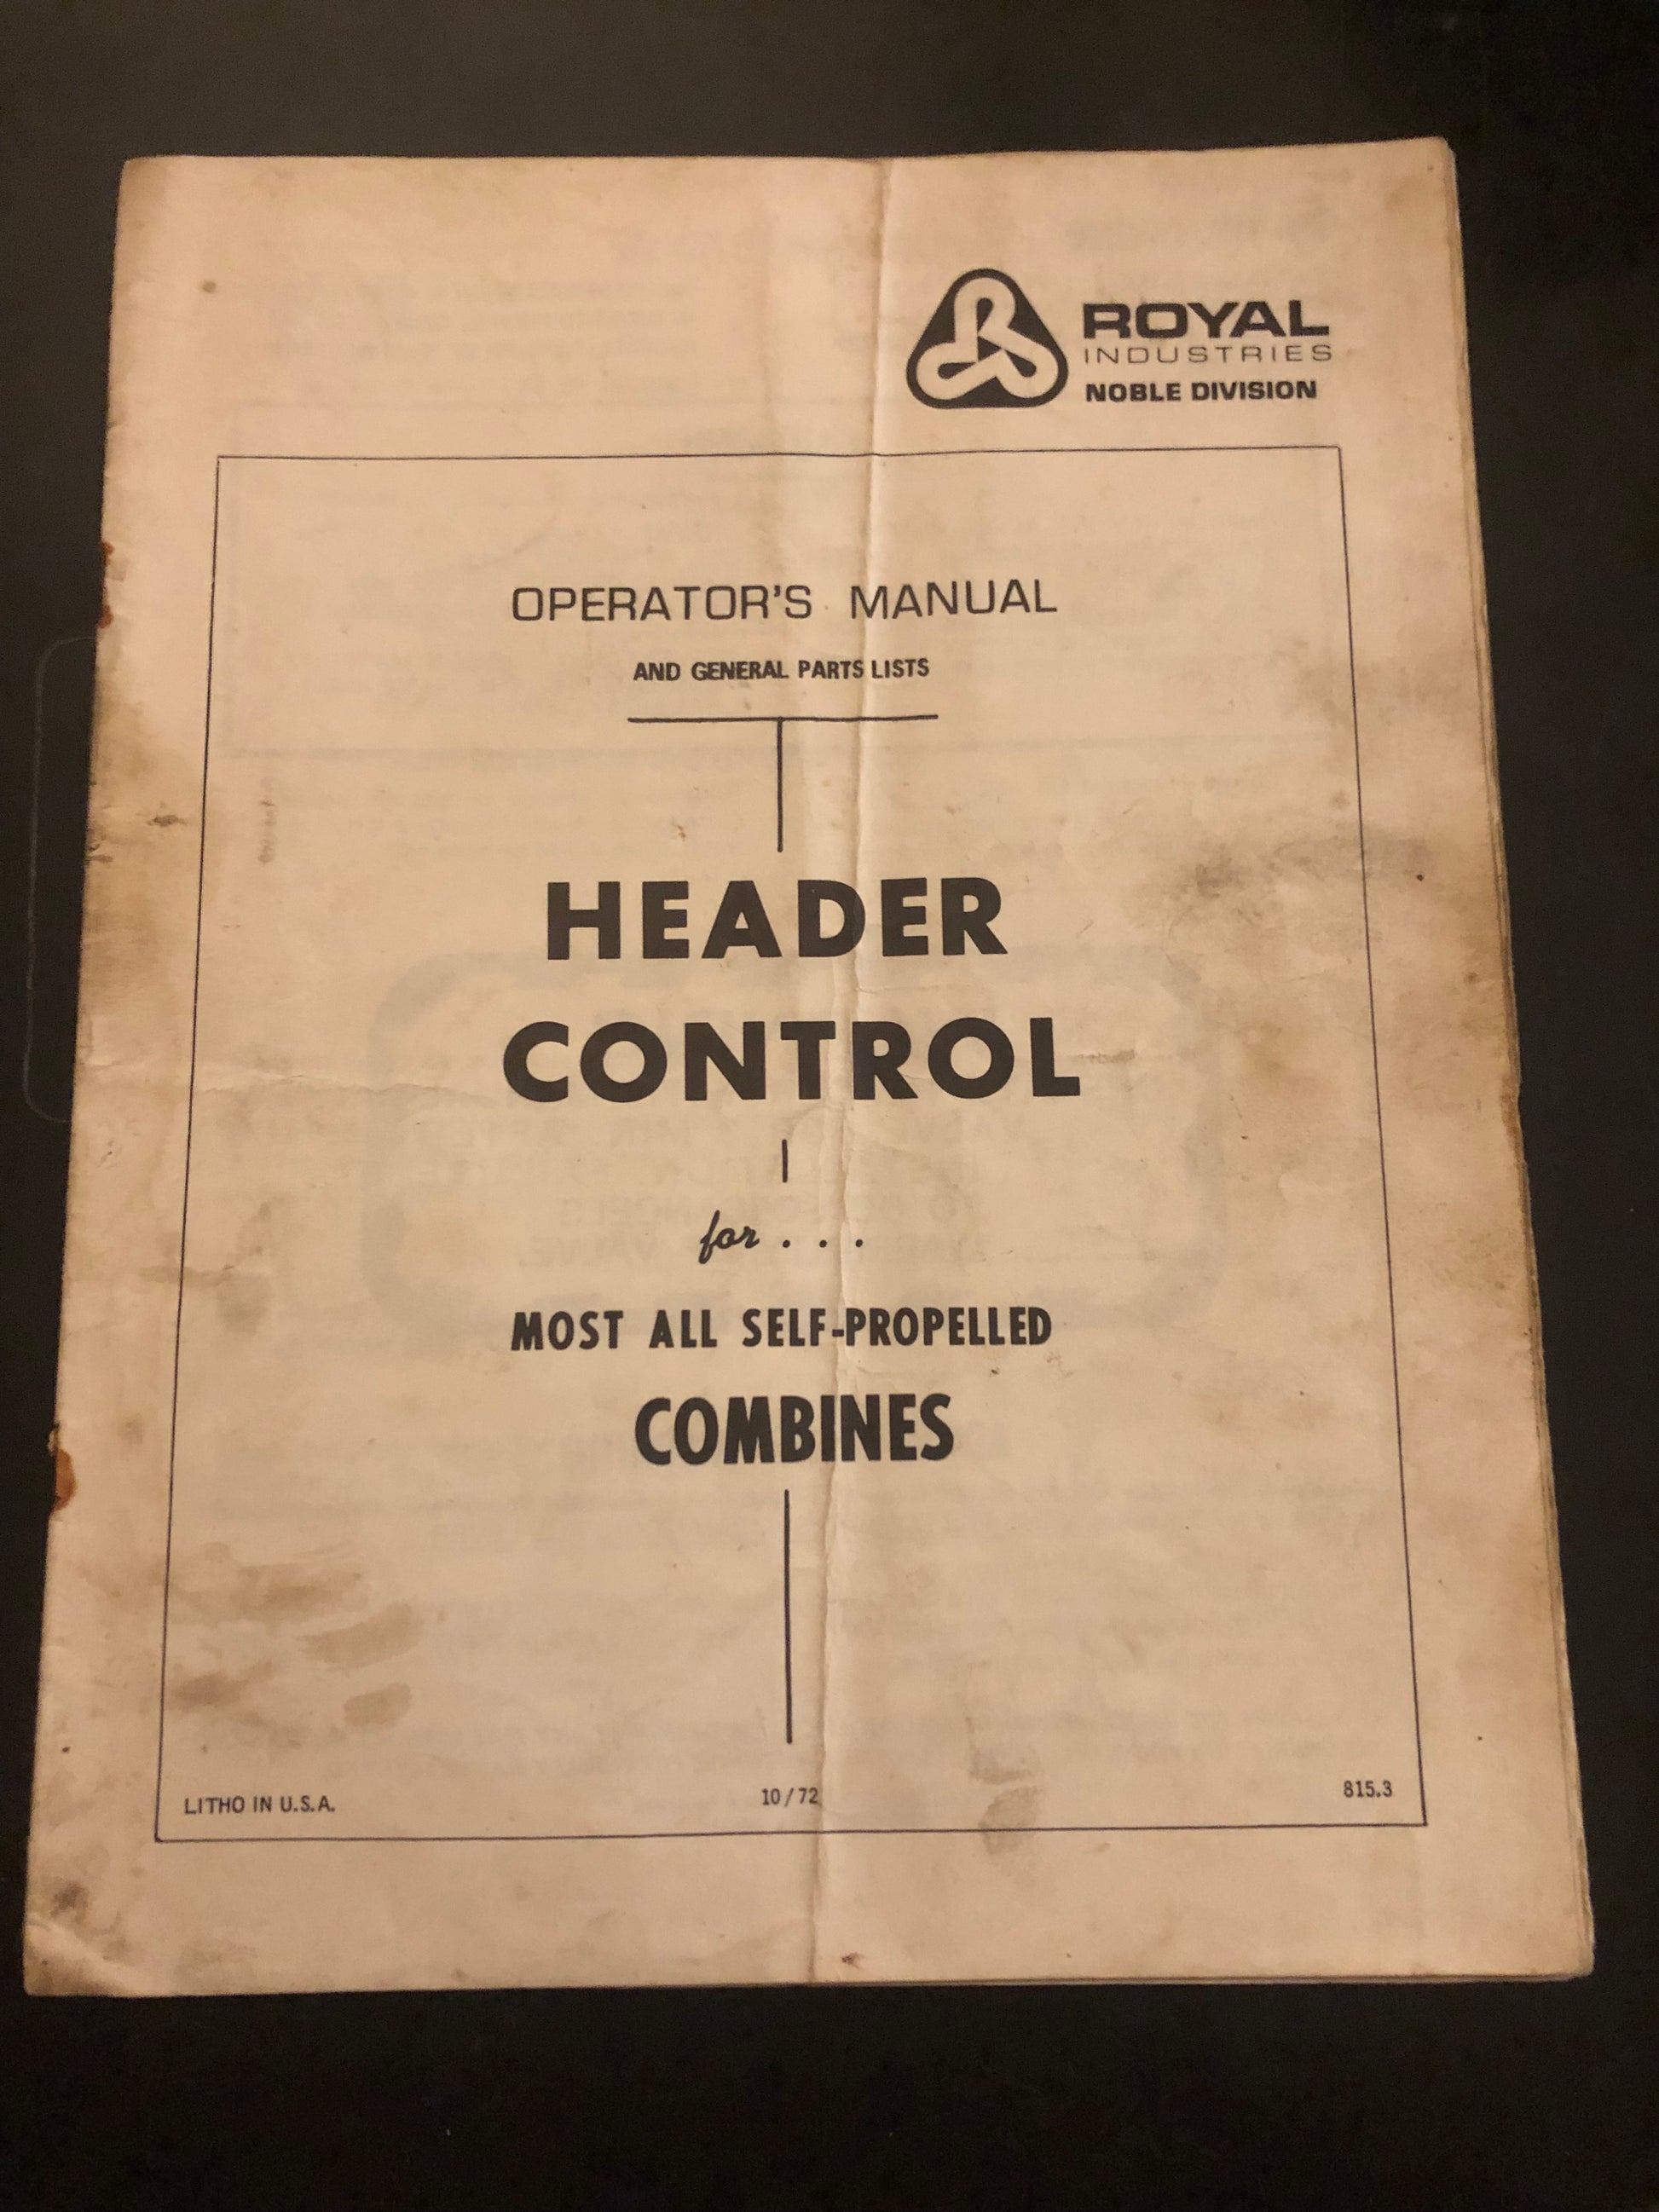 ROYAL
INDUSTRIES
NOBLE DIVISION
OPERATOR'S MANUAL
AND GENERAL PARTS LISTS
HEADER
CONTROL
for . . .
MOST ALL SELF-PROPELLED
COMBINES
LITHO IN U.S.A.
10/72
815.3